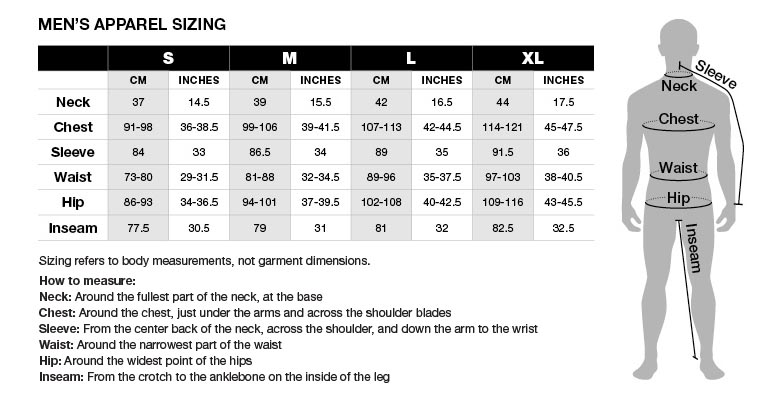 MEN’S APPAREL SIZING
S M L XL
CM INCHES CM INCHES CM INCHES CM INCHES
Neck 37 14.5 39 15.5 42 16.5 44 17.5
Chest 91-98 36-38.5 99-106 39-41.5 107-113 42-44.5 114-121 45-47.5
Sleeve 84 33 86.5 34 89 35 91.5 36
Waist 73-80 29-31.5 81-88 32-34.5 89-96 35-37.5 97-103 38-40.5
Hip 86-93 34-36.5 94-101 37-39.5 102-108 40-42.5 109-116 43-45.5
Inseam 77.5 30.5 79 31 81 32 82.5 32.5
Sizing refers to body measurements, not garment dimensions.
How to measure:
Neck: Around the fullest part of the neck, at the base
Chest: Around the chest, just under the arms and across the shoulder blades
Sleeve: From the center back of the neck, across the shoulder, and down the arm to the wrist
Waist: Around the narrowest part of the waist
Hip: Around the widest point of the hips
Inseam: From the crotch to the anklebone on the inside of the leg
Sleeve
Neck
Chest
Waist
Hip
Inseam